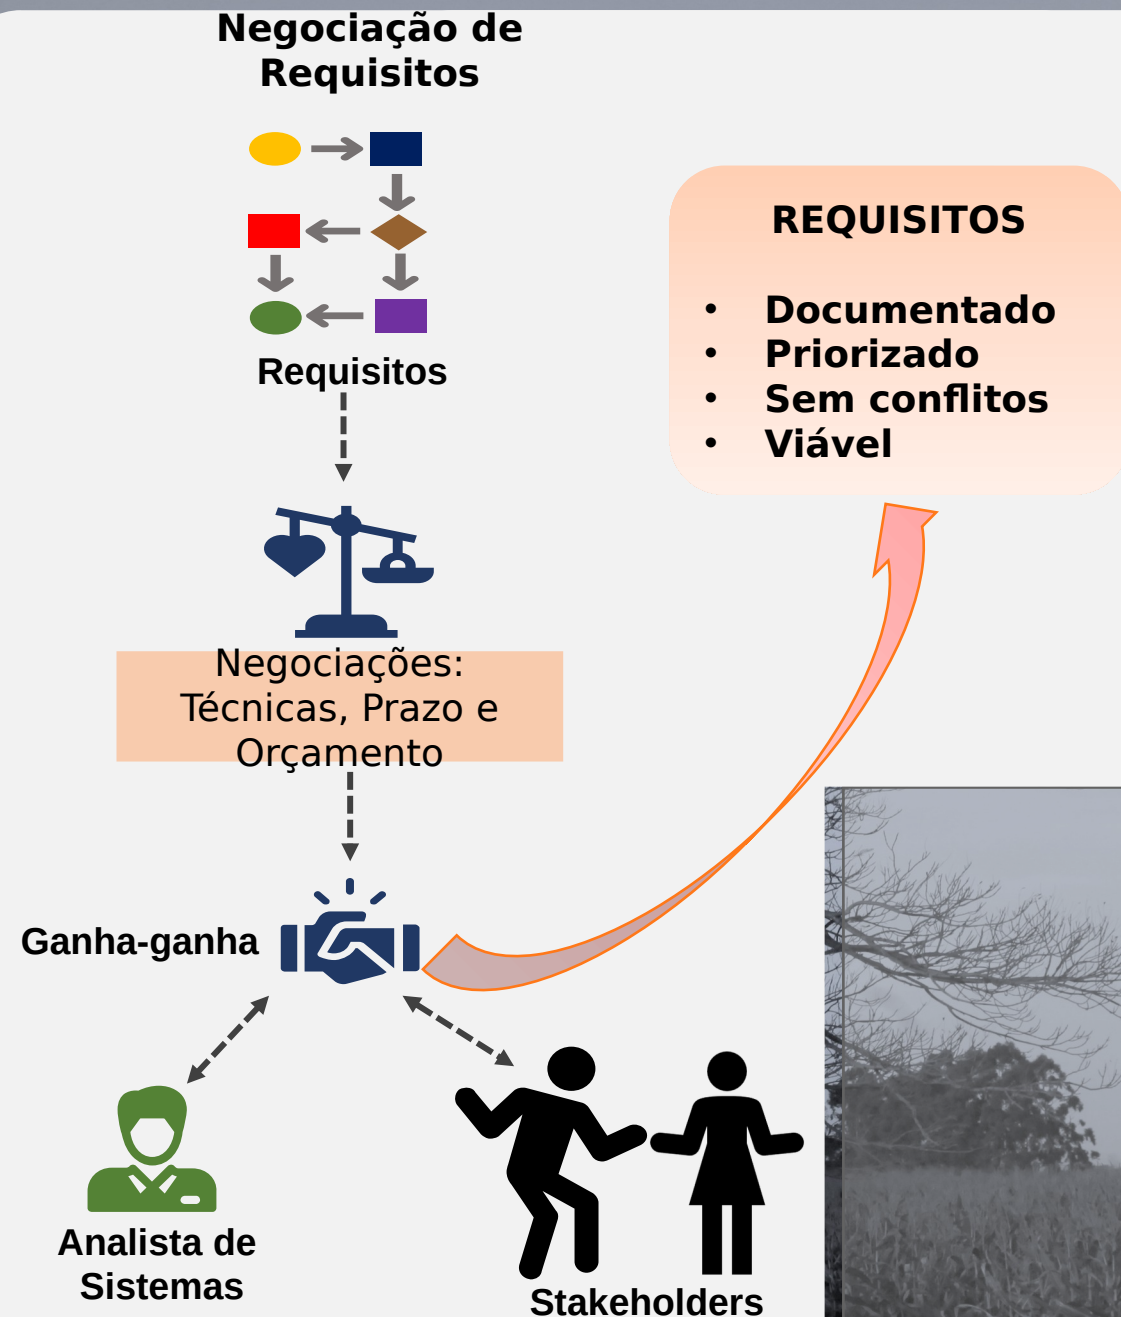 Negociação de
Requisitos
Requisitos
REQUISITOS
• Documentado
• Priorizado
• Sem conflitos
• Viável
Negociações:
Técnicas, Prazo e
Orçamento
Ganha-ganha
Analista de
Sistemas
Stakeholders